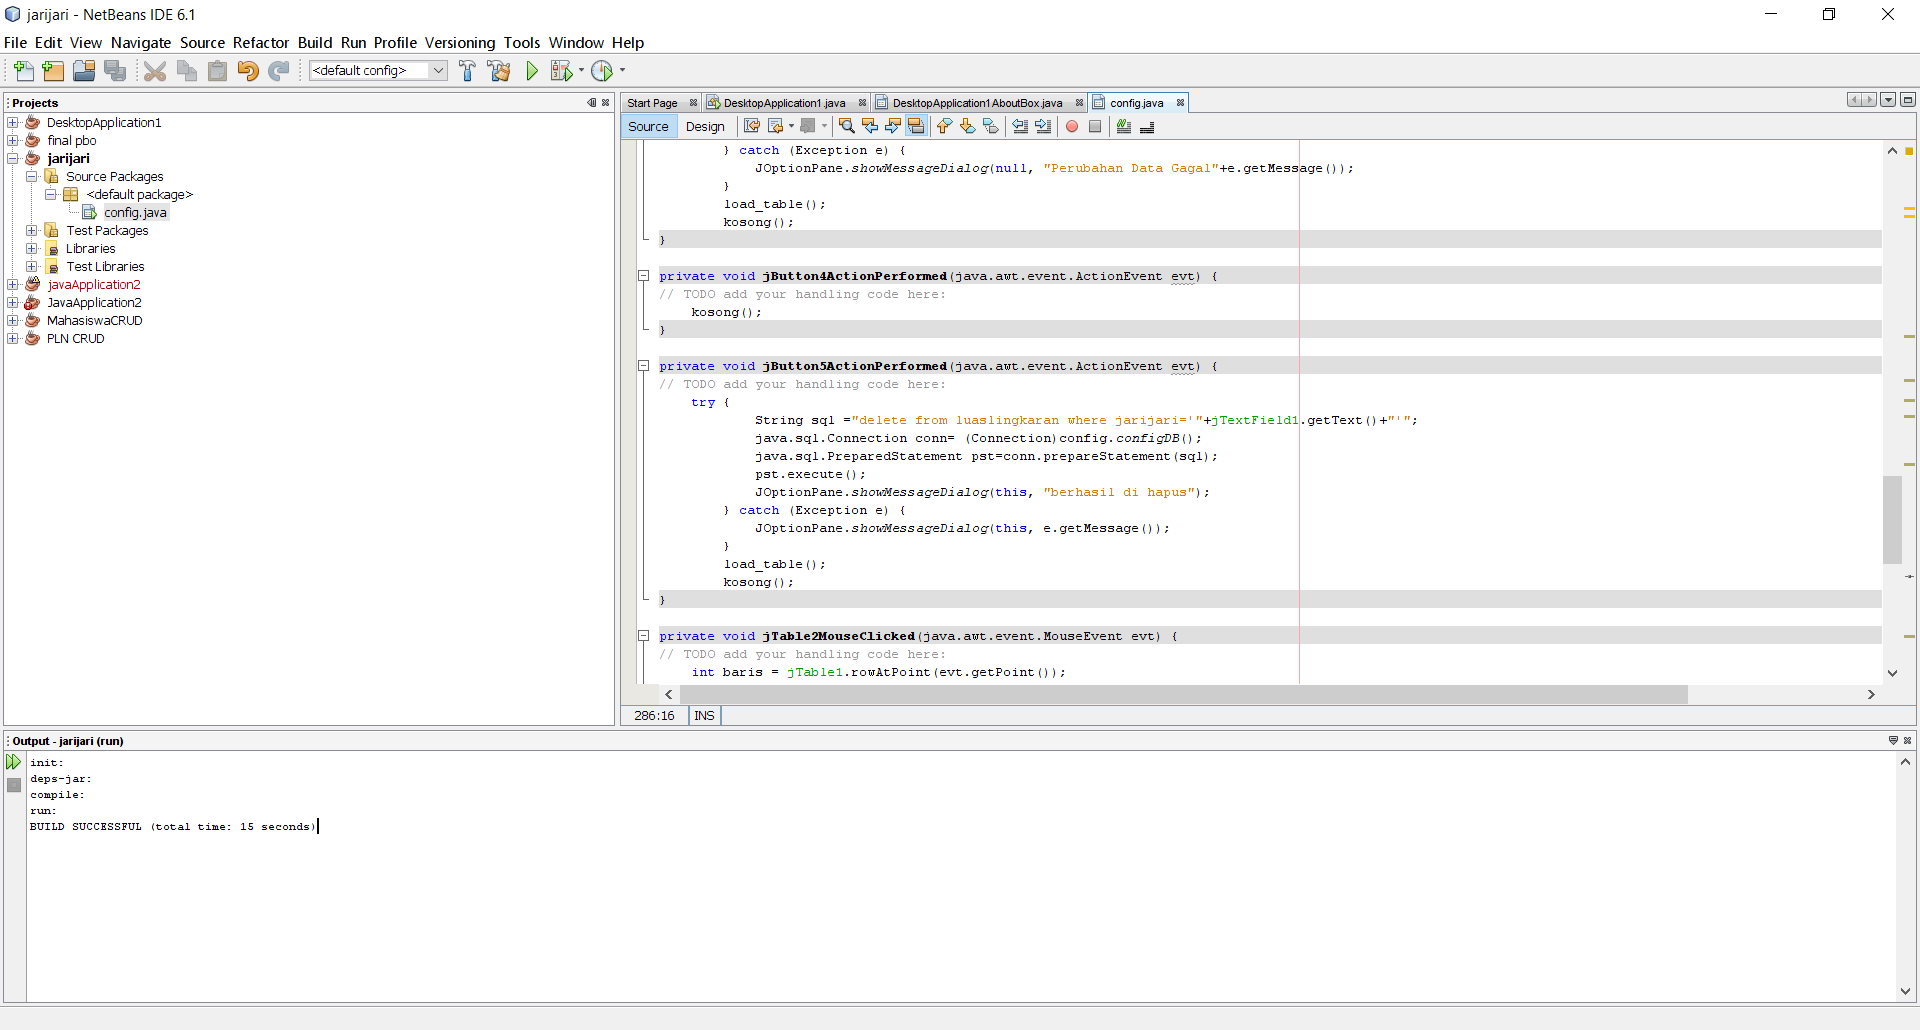 jarijari - NetBeans IDE 6.1
File Edit View Navigate Source Refactor Build Run Profile Versioning Tools Window Help
<default config>
Projects
DesktopApplication1
final pbo
jarijari
Source Packages
<default package>
config.java
Test Packages
Libraries
Test Libraries
javaApplication2
JavaApplication2
MahasiswaCRUD
PLN CRUD
Start Page DesktopApplication1.java DesktopApplication1AboutBox.java config.java
Source Design
} catch (Exception e) {
JOptionPane.showMessageDialog(null, "Perubahan Data Gagal"+e.getMessage());
}
load_table();
kosong();
}
private void jButton4ActionPerformed(java.awt.event.ActionEvent evt) {
// TODO add your handling code here:
kosong();
}
private void jButton5ActionPerformed(java.awt.event.ActionEvent evt) {
// TODO add your handling code here:
try {
String sql ="delete from luaslingkaran where jarijari='"+jTextField1.getText()+"'";
java.sql.Connection conn= (Connection)config.configDB();
java.sql.PreparedStatement pst=conn.prepareStatement(sql);
pst.execute();
JOptionPane.showMessageDialog(this, "berhasil di hapus");
} catch (Exception e) {
JOptionPane.showMessageDialog(this, e.getMessage());
}
load_table();
kosong();
}
private void jTable2MouseClicked(java.awt.event.MouseEvent evt) {
// TODO add your handling code here:
int baris = jTable1.rowAtPoint(evt.getPoint());
286:16 INS
Output - jarijari (run)
init:
deps-jar:
compile:
run:
BUILD SUCCESSFUL (total time: 15 seconds)